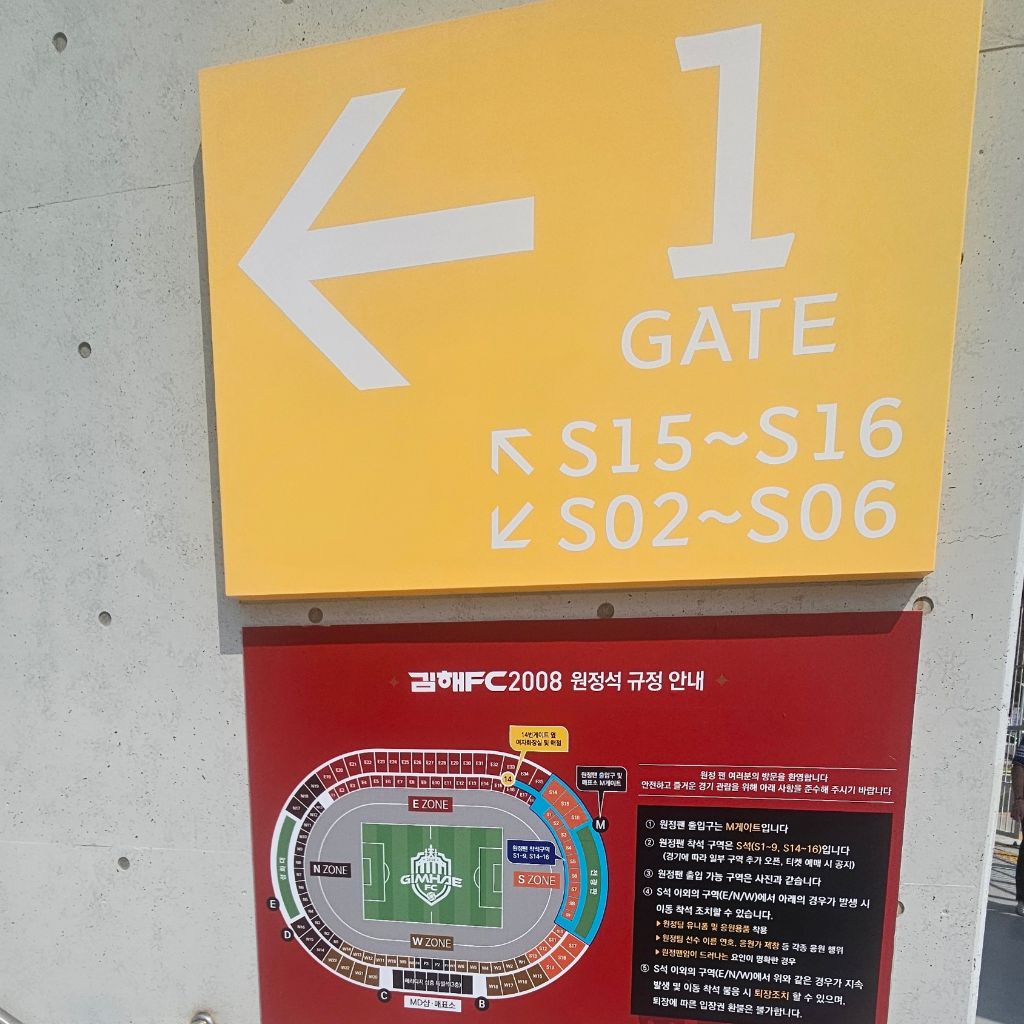 1
GATE
S15~S16
S02~S06
김해FC2008 원정석 규정 안내
14번게이트 옆
여자화장실 및 매점
원정팬 출입구 및
매표소 M게이트
14
M
E ZONE
N ZONE
S ZONE
W ZONE
GIMHAE
FC
원정팬 착석구역
S1-9, S14~16
전광판
성화대
E
D
C
B
MD샵·매표소
원정 팬 여러분의 방문을 환영합니다
안전하고 즐거운 경기 관람을 위해 아래 사항을 준수해 주시기 바랍니다
① 원정팬 출입구는 M게이트입니다
② 원정팬 착석 구역은 S석(S1~9, S14~16)입니다
(경기에 따라 일부 구역 추가 오픈, 티켓 예매 시 공지)
③ 원정팬 출입 가능 구역은 사진과 같습니다
④ S석 이외의 구역(E/N/W)에서 아래의 경우가 발생 시
이동 착석 조치할 수 있습니다.
▶원정팀 유니폼 및 응원용품 착용
▶원정팀 선수 이름 연호, 응원가 제창 등 각종 응원 행위
▶원정팬임이 드러나는 요인이 명확한 경우
⑤ S석 이외의 구역(E/N/W)에서 위와 같은 경우가 지속
발생 및 이동 착석 불응 시 퇴장조치 할 수 있으며,
퇴장에 따른 입장권 환불은 불가합니다.